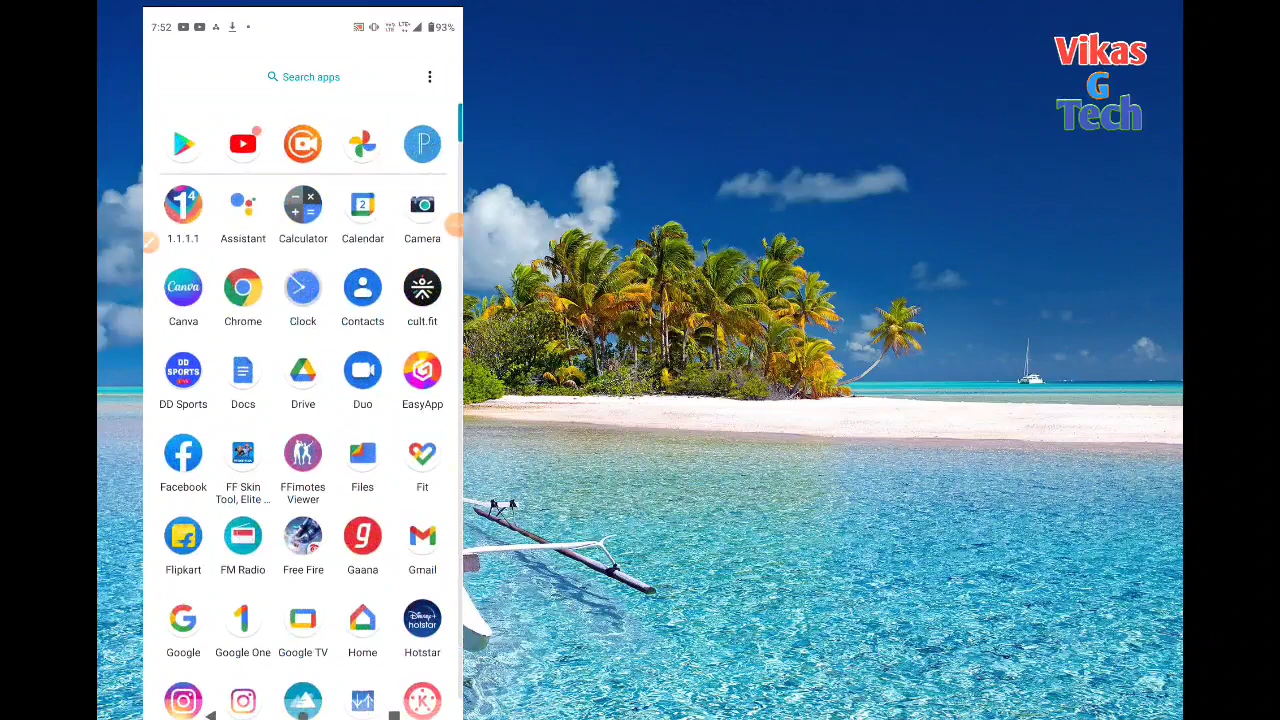 7:52
93%
Vikas
G
Tech
Search apps
1.1.1.1
Assistant
Calculator
Calendar
Camera
Canva
Chrome
Clock
Contacts
cult.fit
DD Sports
Docs
Drive
Duo
EasyApp
Facebook
FF Skin
Tool, Elite ...
FFimotes
Viewer
Files
Fit
Flipkart
FM Radio
Free Fire
Gaana
Gmail
Google
Google One
Google TV
Home
Hotstar